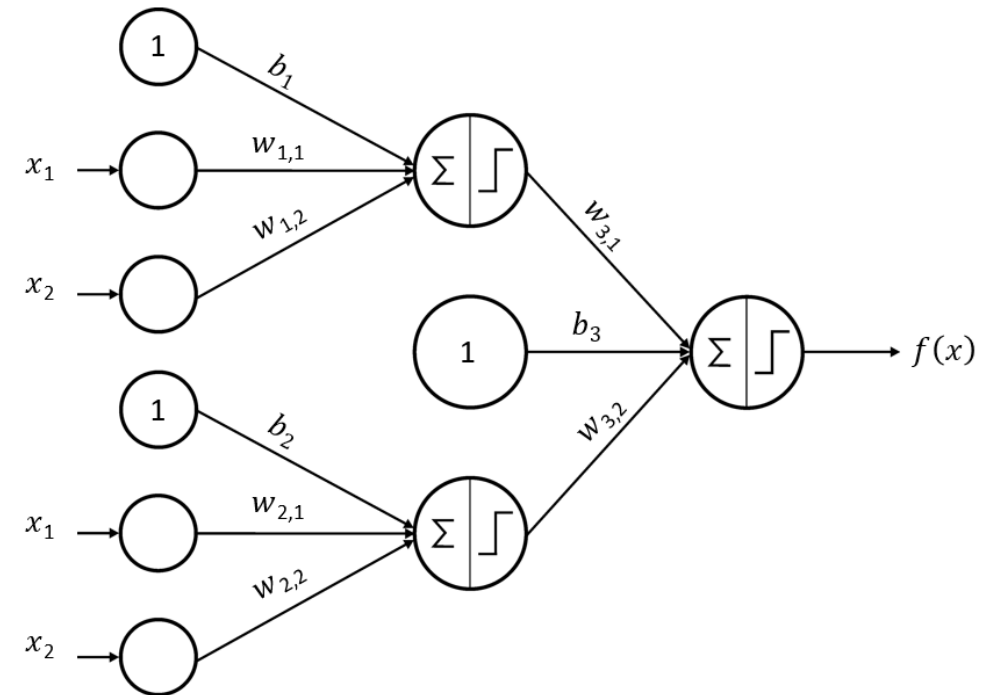 1
b₁
x₁
w₁,₁
Σ
w₁,₂
x₂
w₃,₁
1
b₃
Σ
f(x)
1
b₂
w₃,₂
x₁
w₂,₁
Σ
w₂,₂
x₂